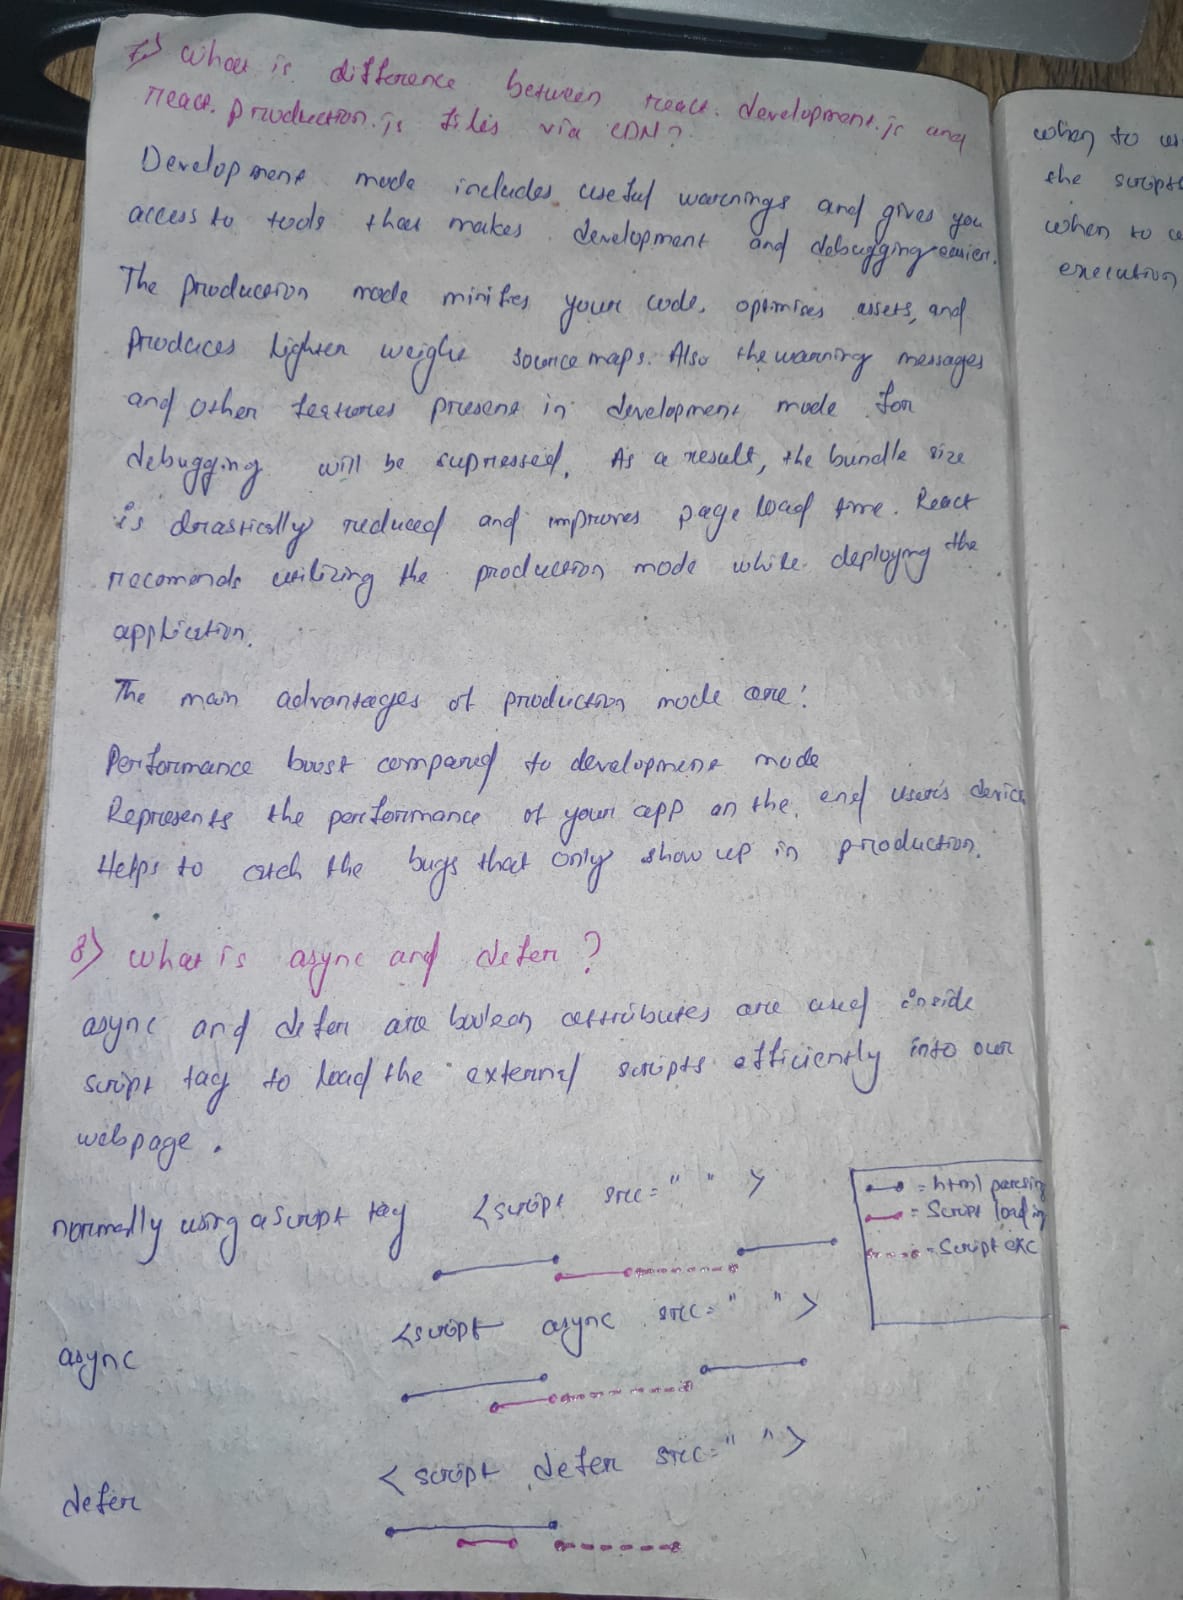 7) What is difference between react. development. js and
react. production. js files via CDN?
Development mode includes useful warnings and gives you
access to tools that makes development and debugging easier.
The production mode minifies your code, optimises assets, and
produces lighter weight source maps. Also the warning messages
and other features present in development mode for
debugging will be supressed. As a result, the bundle size
is drastically reduced and improves page load time. React
recomends utilizing the production mode while deploying the
application.
The main advantages of production mode are:
Performance boost compared to development mode
Represents the performance of your app on the end user's device
Helps to catch the bugs that only show up in production.
8) What is async and defer?
async and defer are boolean attributes are used inside
script tag to load the external scripts efficiently into our
webpage.
normally using a script tag <script src=" " >
= html parsing
= Script loading
= Script exc
async <script async src=" ">
defer <script defer src=" ">
when to
the scripts
when to
execution